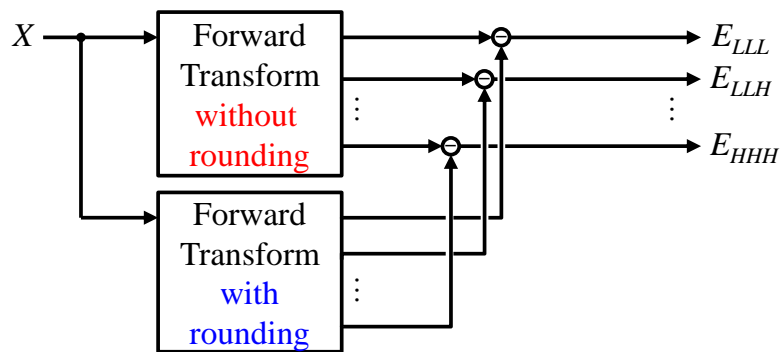 X
Forward
Transform
without
rounding
E_LLL
E_LLH
E_HHH
Forward
Transform
with
rounding